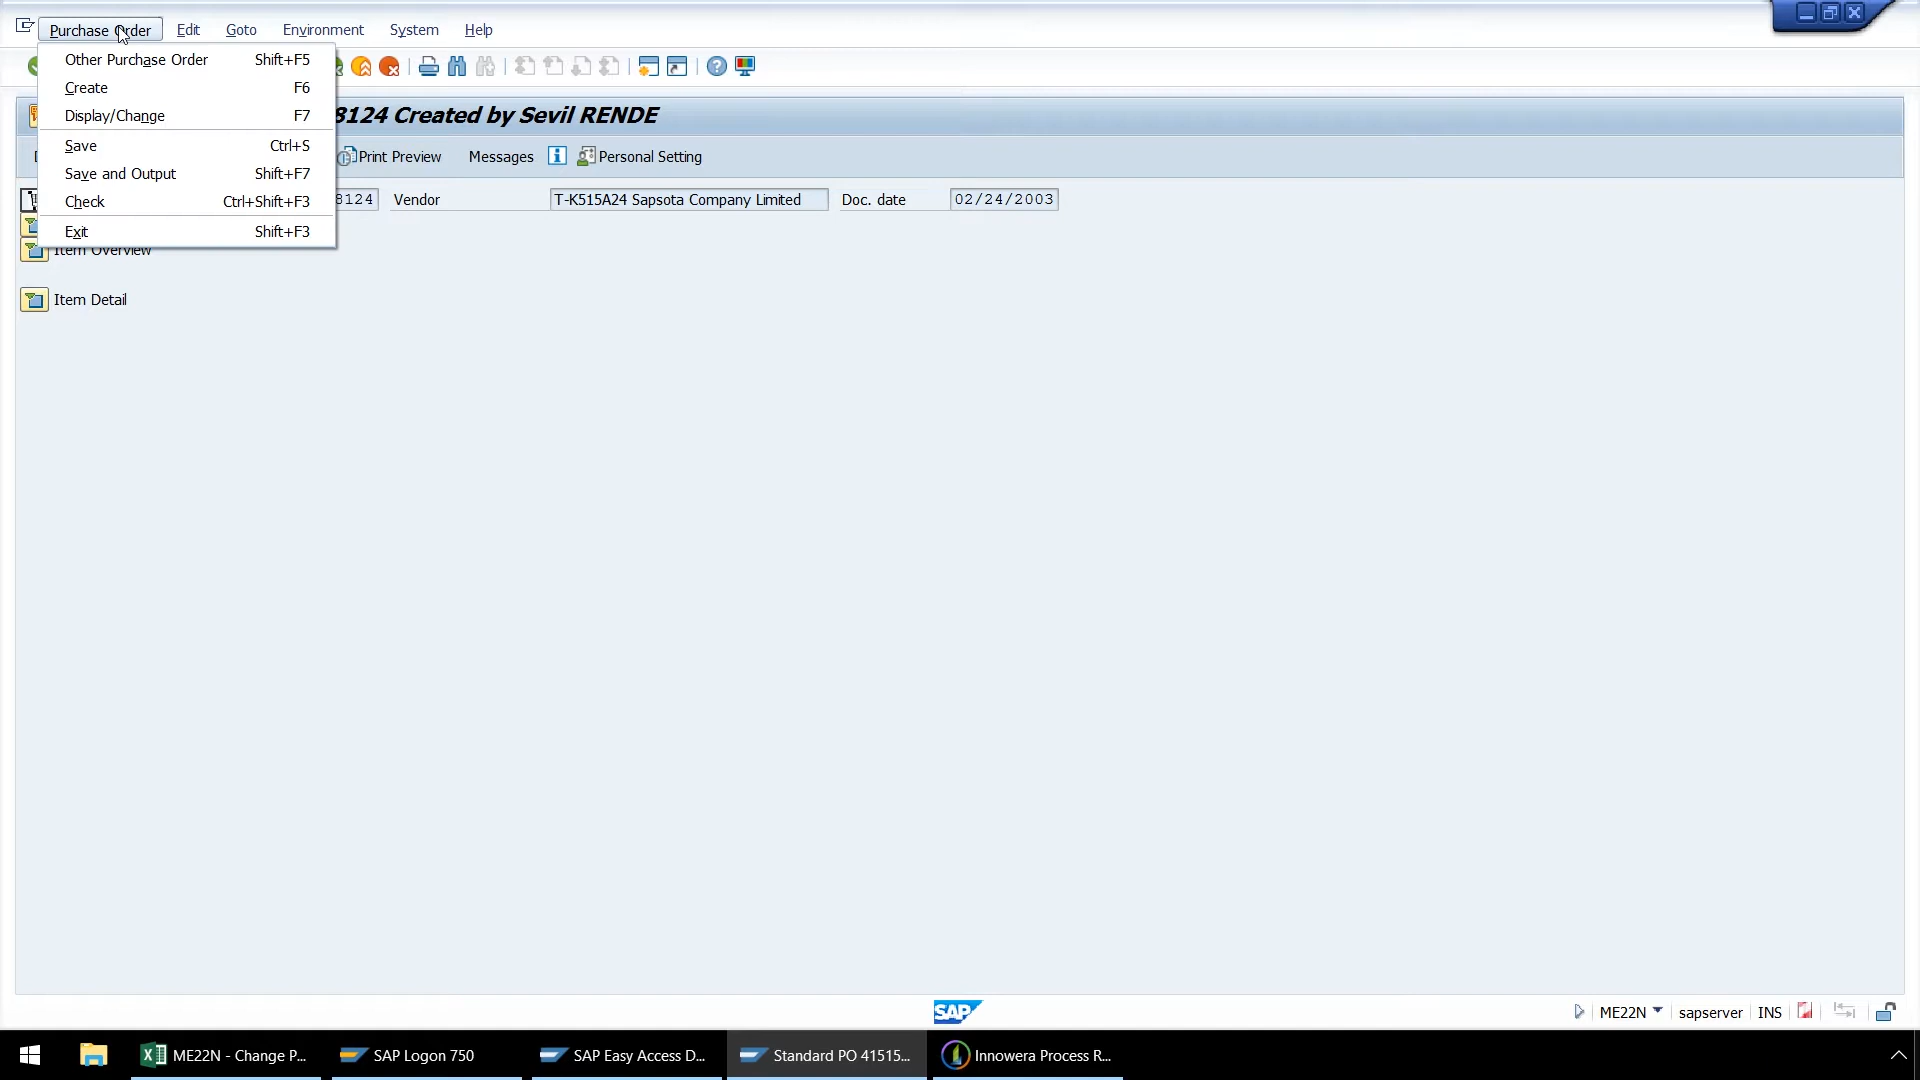 Purchase Order Edit Goto Environment System Help
Other Purchase Order Shift+F5
Create F6
Display/Change F7
Save Ctrl+S
Save and Output Shift+F7
Check Ctrl+Shift+F3
Exit Shift+F3
8124 Created by Sevil RENDE
Print Preview Messages Personal Setting
8124 Vendor T-K515A24 Sapsota Company Limited Doc. date 02/24/2003
Item Overview
Item Detail
SAP
ME22N sapserver INS
ME22N - Change P... SAP Logon 750 SAP Easy Access D... Standard PO 41515... Innowera Process R...